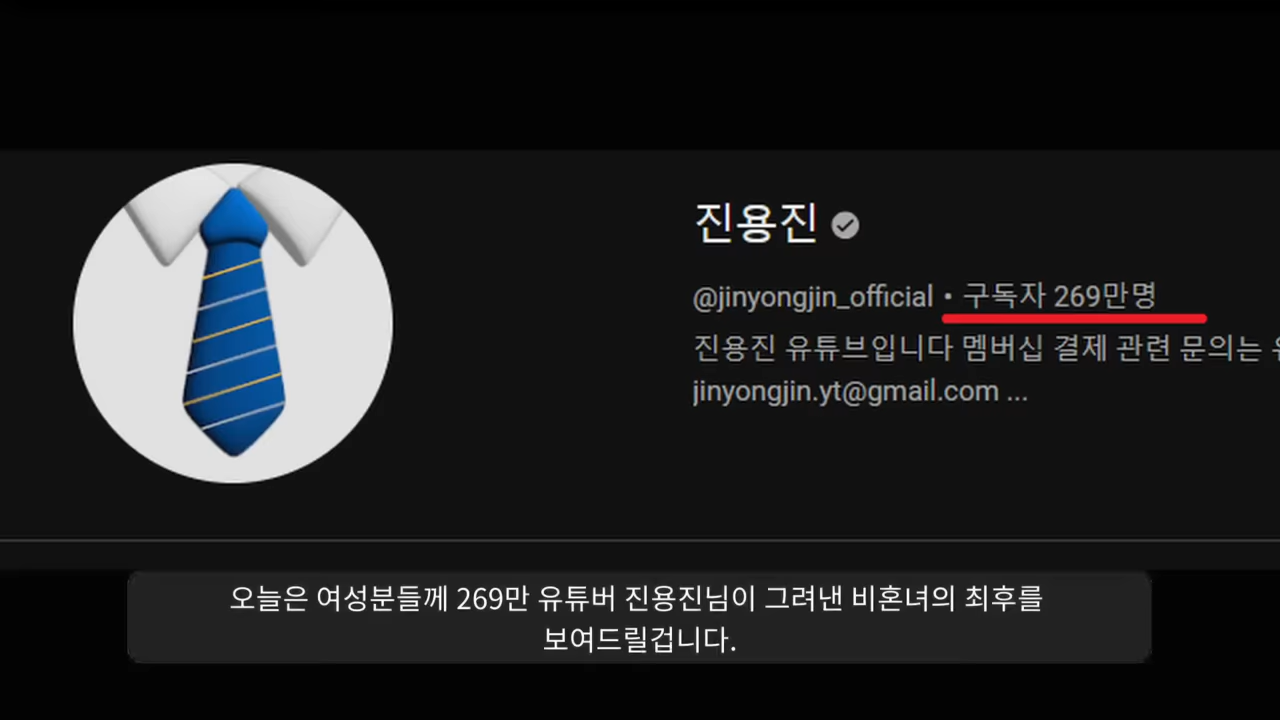 진용진
@jinyongjin_official • 구독자 269만명
진용진 유튜브입니다 멤버십 결제 관련 문의는
jinyongjin.yt@gmail.com ...
오늘은 여성분들께 269만 유튜버 진용진님이 그려낸 비혼녀의 최후를
보여드릴겁니다.